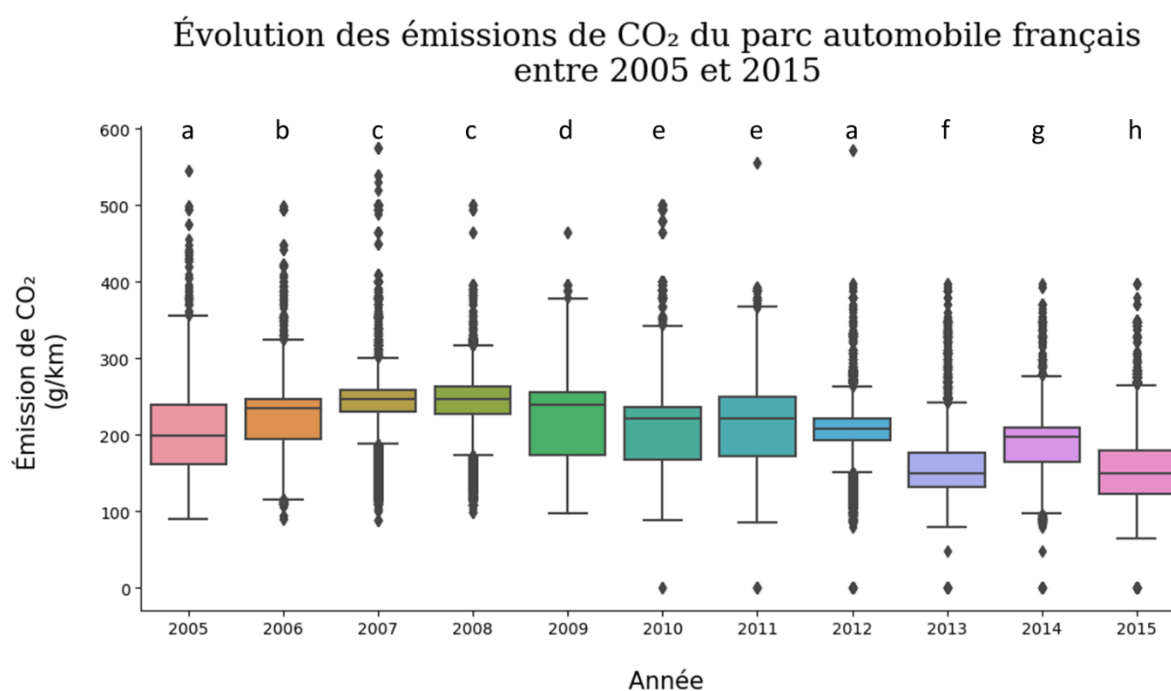 Évolution des émissions de CO₂ du parc automobile français
entre 2005 et 2015
a b c c d e e a f g h
600
500
400
300
200
100
0
Émission de CO₂
(g/km)
2005 2006 2007 2008 2009 2010 2011 2012 2013 2014 2015
Année